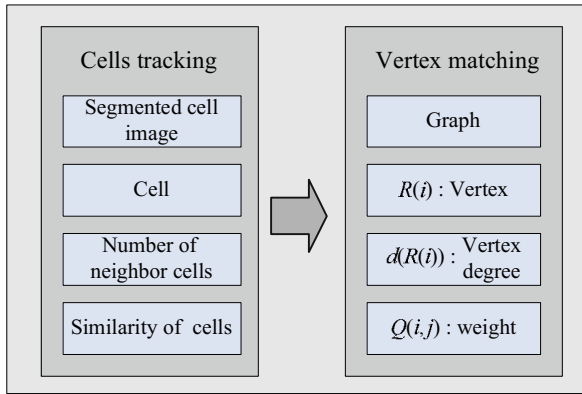 Cells tracking
Segmented cell
image
Cell
Number of
neighbor cells
Similarity of cells
Vertex matching
Graph
R(i) : Vertex
d(R(i)) : Vertex
degree
Q(i,j) : weight